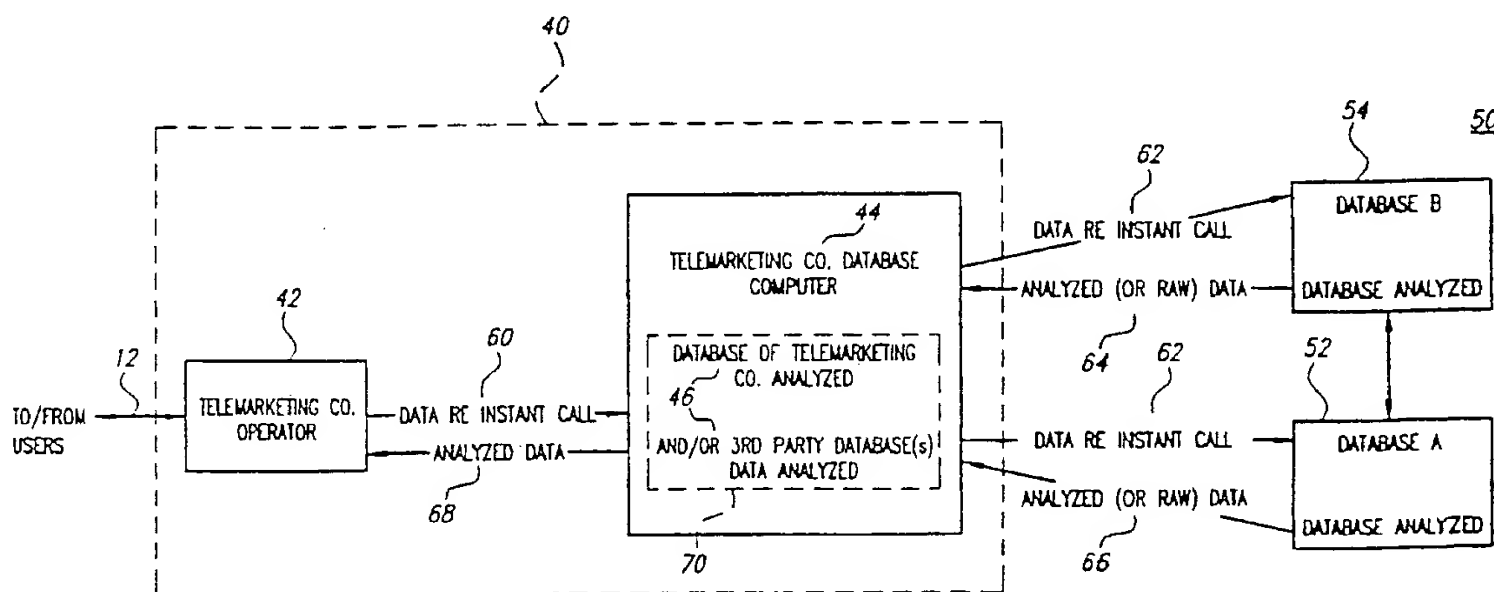 40
54
50
62
44
DATABASE B
DATA RE INSTANT CALL
TELEMARKETING CO. DATABASE
COMPUTER
42
ANALYZED (OR RAW) DATA
DATABASE ANALYZED
60
DATABASE OF TELEMARKETING
CO. ANALYZED
64
62
52
12
46
TO/FROM
USERS
TELEMARKETING CO.
OPERATOR
DATA RE INSTANT CALL
ANALYZED DATA
AND/OR 3RD PARTY DATABASE(s)
DATA ANALYZED
DATA RE INSTANT CALL
DATABASE A
68
ANALYZED (OR RAW) DATA
DATABASE ANALYZED
70
66